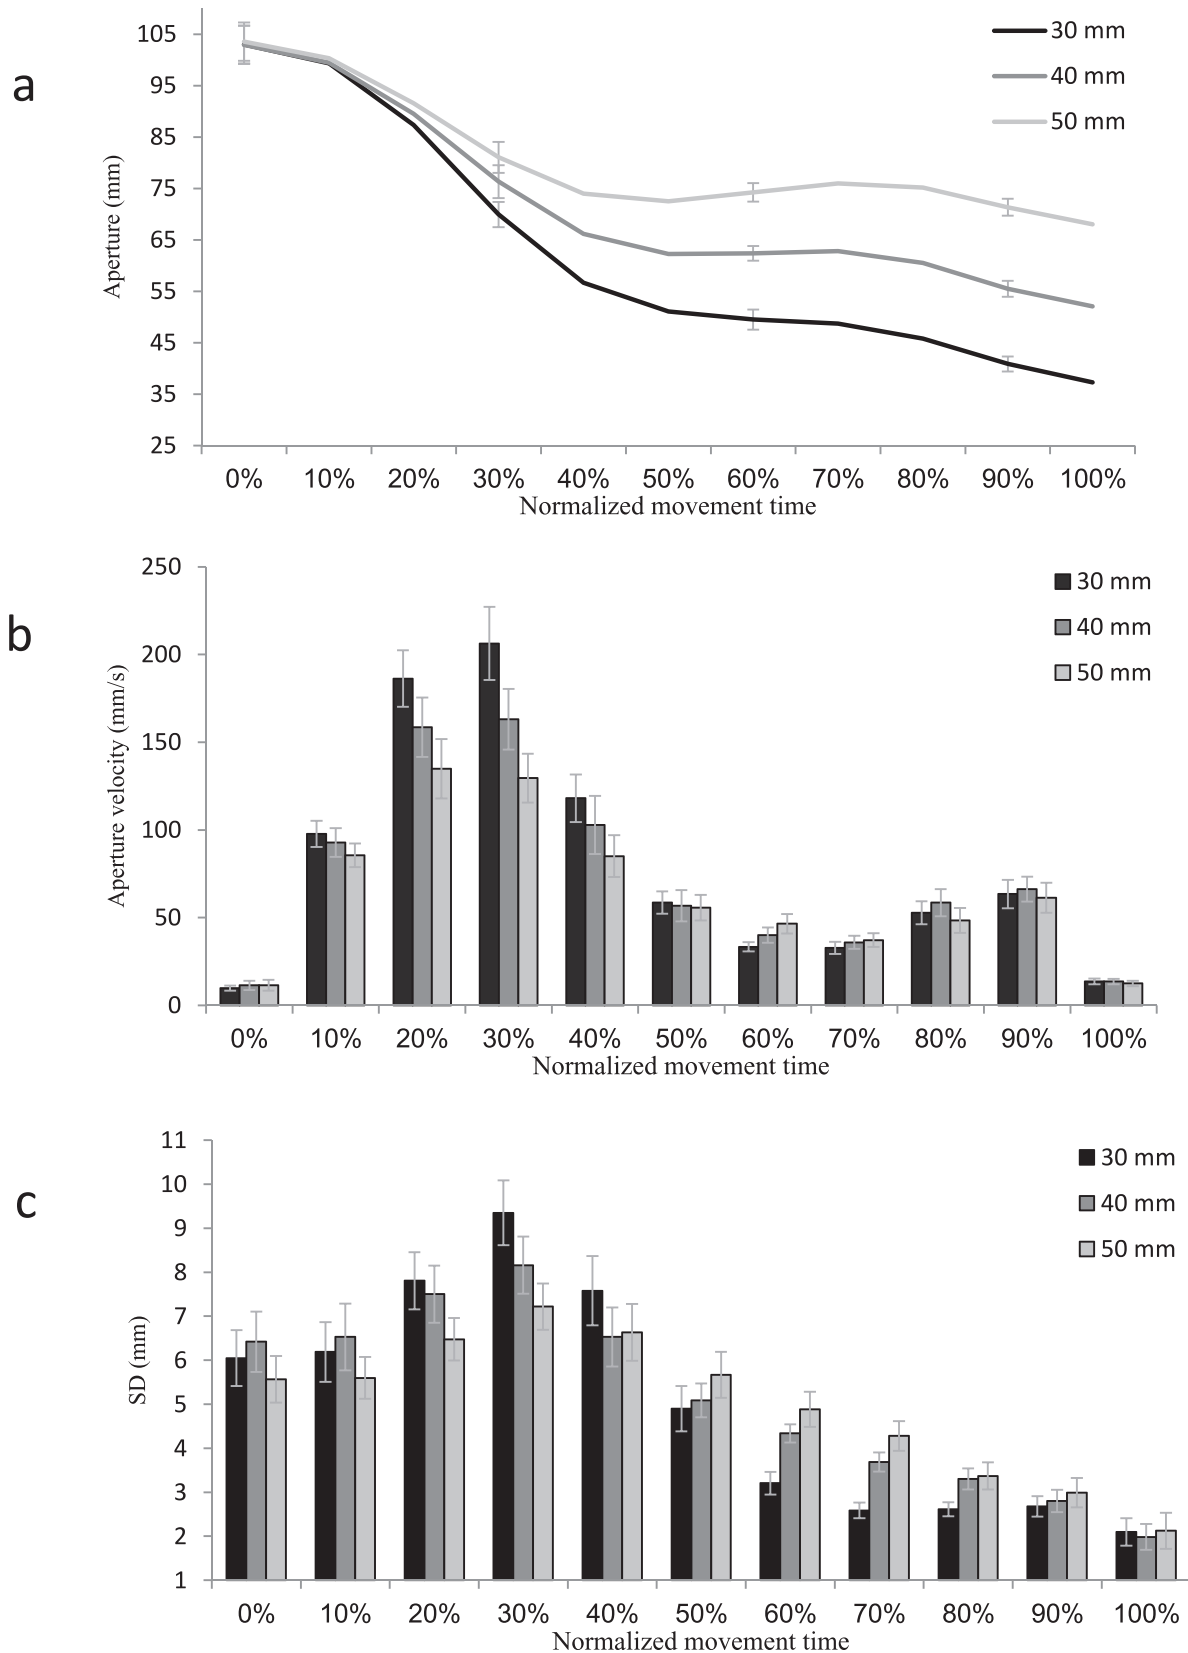 a
Aperture (mm)
105
95
85
75
65
55
45
35
25
30 mm
40 mm
50 mm
0% 10% 20% 30% 40% 50% 60% 70% 80% 90% 100%
Normalized movement time
b
Aperture velocity (mm/s)
250
200
150
100
50
0
30 mm
40 mm
50 mm
0% 10% 20% 30% 40% 50% 60% 70% 80% 90% 100%
Normalized movement time
c
SD (mm)
11
10
9
8
7
6
5
4
3
2
1
30 mm
40 mm
50 mm
0% 10% 20% 30% 40% 50% 60% 70% 80% 90% 100%
Normalized movement time